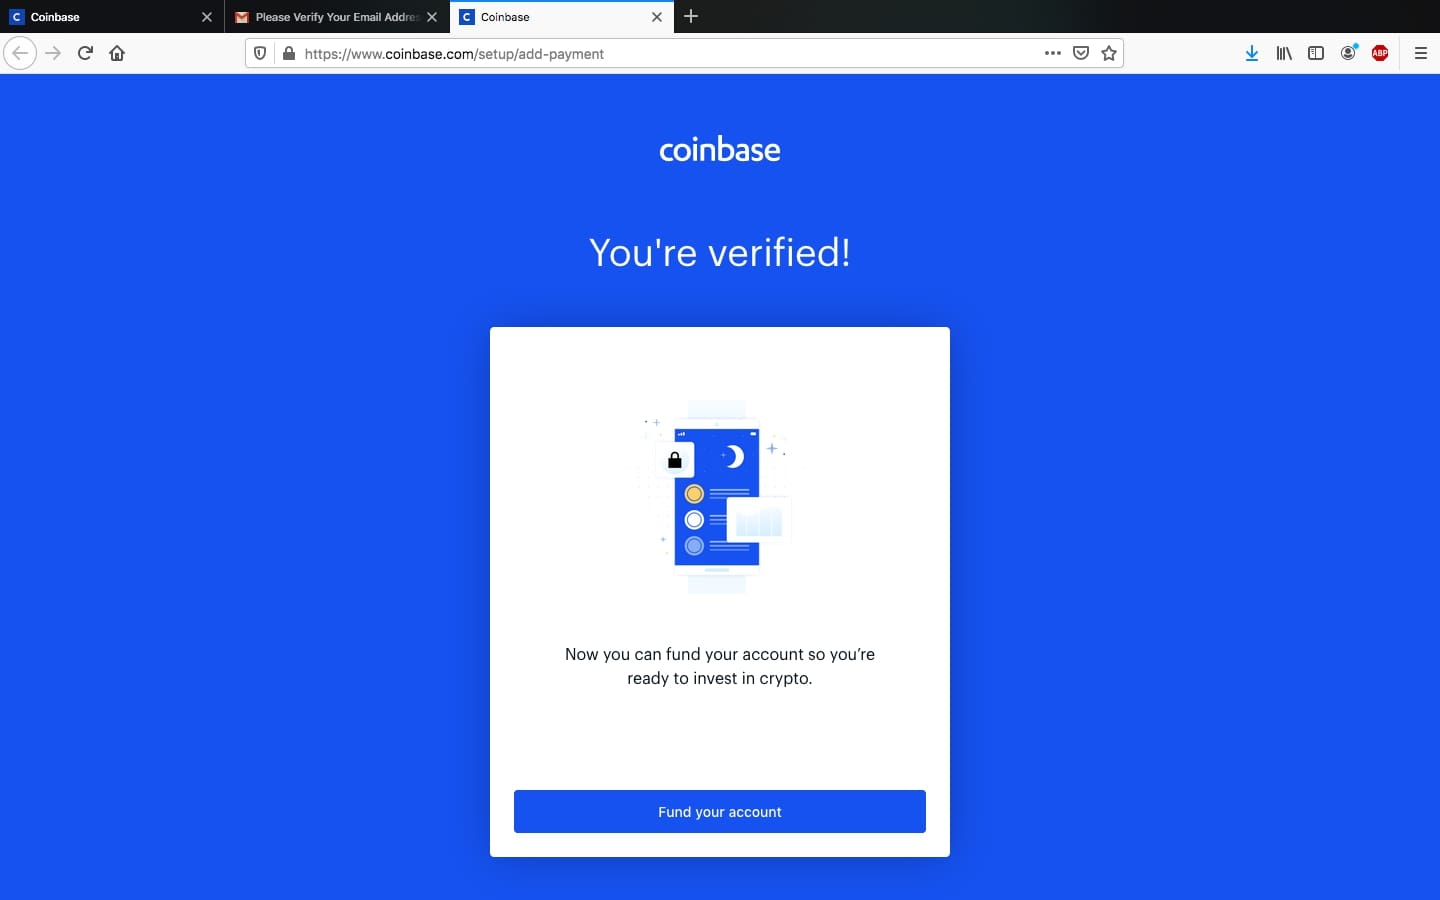 Coinbase
Please Verify Your Email Addres
Coinbase
https://www.coinbase.com/setup/add-payment
ABP
coinbase
You're verified!
Now you can fund your account so you’re
ready to invest in crypto.
Fund your account